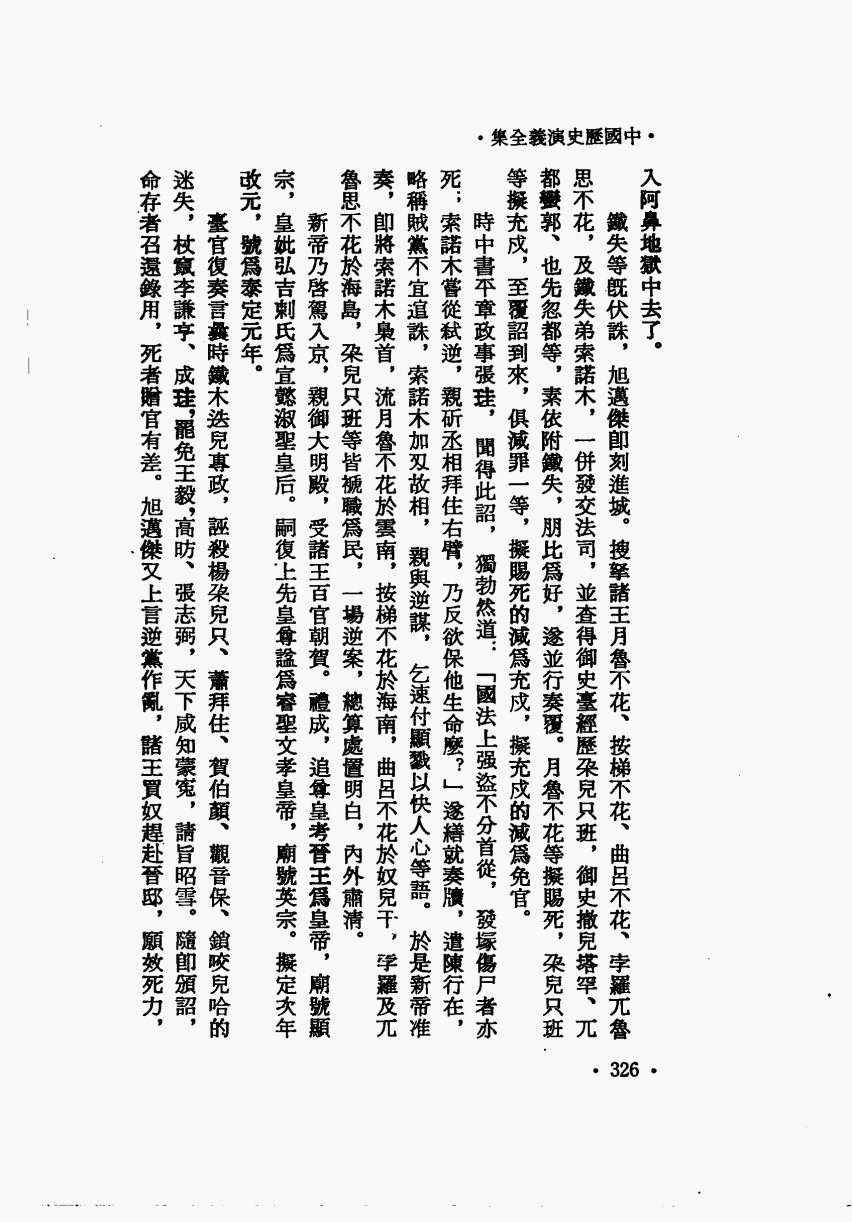 ·中國歷史演義全集·
入阿鼻地獄中去了。
鐵失等既伏誅，旭邁傑卽刻進城。搜拏諸王月魯不花、按梯不花、曲呂不花、孛羅兀魯
思不花，及鐵失弟索諾木，一併發交法司，並查得御史臺經歷朶兒只班，御史撒兒塔罕、兀
都蠻郭、也先忽都等，素依附鐵失，朋比爲奸，遂並行奏覆。月魯不花等擬賜死，朶兒只班
等擬充戍，至覆詔到來，俱減罪一等，擬賜死的減爲充戍，擬充戍的減爲免官。
時中書平章政事張珪，聞得此詔，獨勃然道：「國法上强盜不分首從，發塚傷尸者亦
死；索諾木嘗從弒逆，親斫丞相拜住右臂，乃反欲保他生命麽？」遂繕就奏牘，遣陳行在，
略稱賊黨不宜逭誅，索諾木加刄故相，親與逆謀，乞速付顯戮以快人心等語。於是新帝准
奏，卽將索諾木梟首，流月魯不花於雲南，按梯不花於海南，曲呂不花於奴兒干，孛羅及兀
魯思不花於海島，朶兒只班等皆褫職爲民，一場逆案，總算處置明白，內外肅清。
新帝乃啓駕入京，親御大明殿，受諸王百官朝賀。禮成，追尊皇考晉王爲皇帝，廟號顯
宗，皇妣弘吉剌氏爲宣懿淑聖皇后。嗣復上先皇尊諡爲睿聖文孝皇帝，廟號英宗。擬定次年
改元，號爲泰定元年。
臺官復奏言曩時鐵木迭兒專政，誣殺楊朶兒只、蕭拜住、賀伯顏、觀音保、鎖咬兒哈的
迷失，杖竄李謙亨、成珪，罷免王毅，高昉、張志弼，天下咸知蒙寃，請旨昭雪。隨卽頒詔，
命存者召還錄用，死者贈官有差。旭邁傑又上言逆黨作亂，諸王買奴趕赴晉邸，願效死力，
·326·